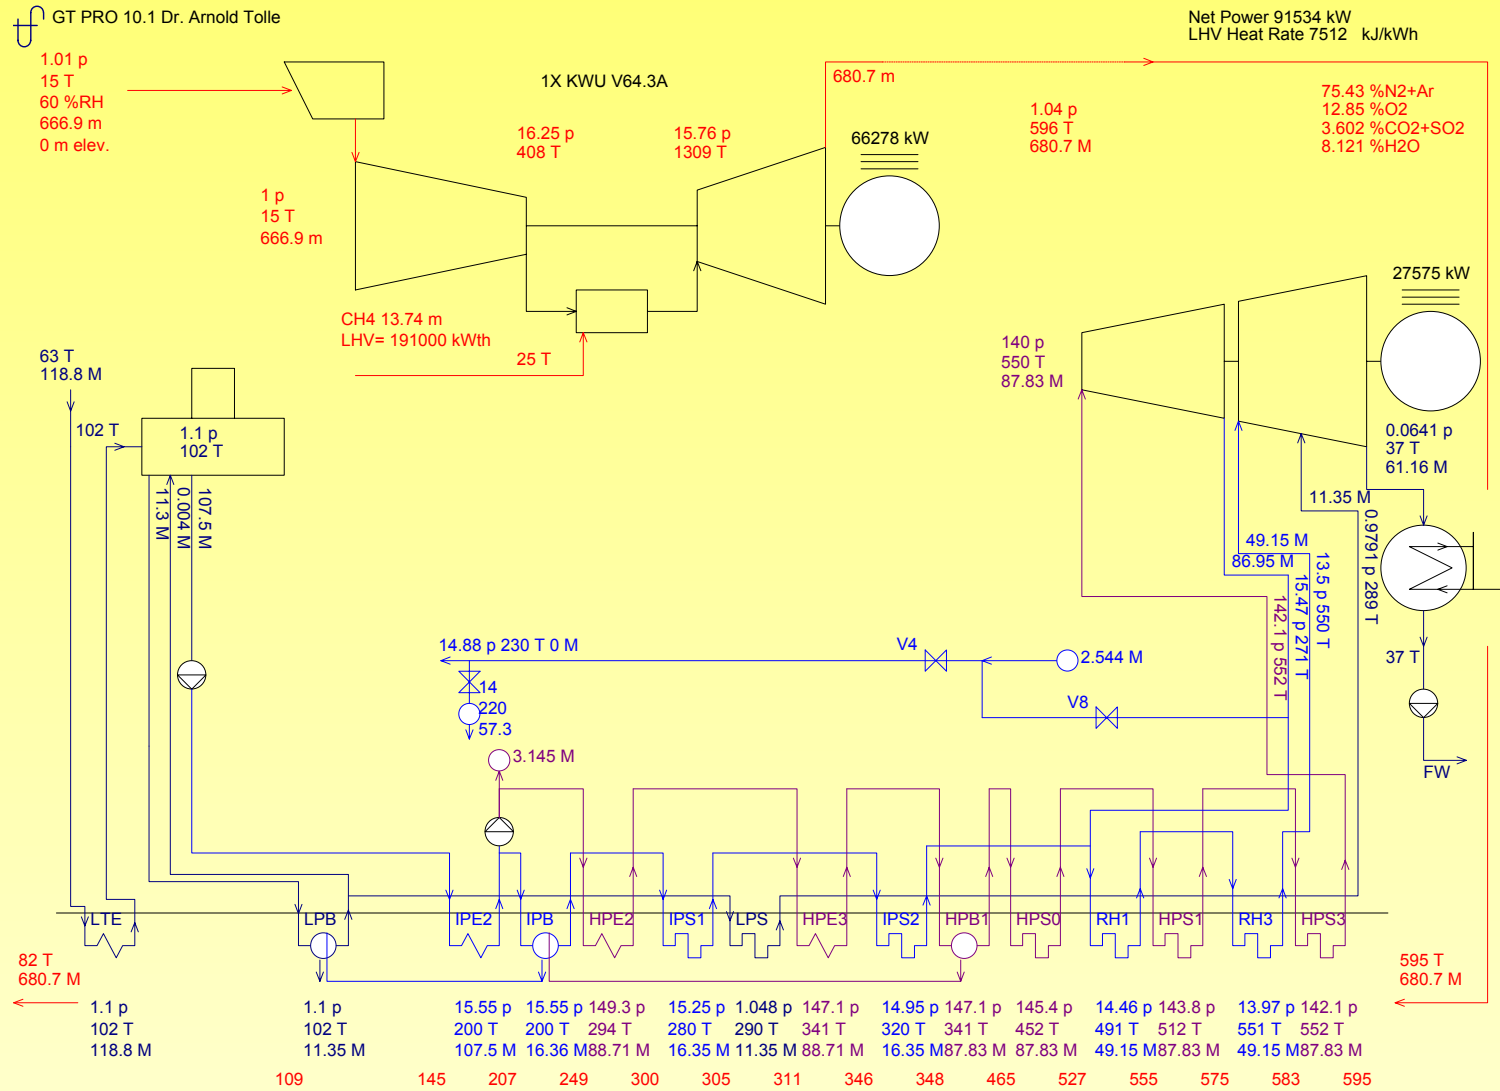 GT PRO 10.1 Dr. Arnold Tolle
Net Power 91534 kW
LHV Heat Rate 7512 kJ/kWh
1.01 p
15 T
60 %RH
666.9 m
0 m elev.
1X KWU V64.3A
680.7 m
75.43 %N2+Ar
12.85 %O2
3.602 %CO2+SO2
8.121 %H2O
1.04 p
596 T
680.7 M
16.25 p
408 T
15.76 p
1309 T
66278 kW
1 p
15 T
666.9 m
27575 kW
CH4 13.74 m
LHV= 191000 kWth
25 T
140 p
550 T
87.83 M
63 T
118.8 M
102 T
1.1 p
102 T
0.0641 p
37 T
61.16 M
11.3 M
0.004 M
107.5 M
11.35 M
0.9791 p 289 T
49.15 M
86.95 M
13.5 p 550 T
15.47 p 271 T
142.1 p 552 T
14.88 p 230 T 0 M
V4
2.544 M
37 T
14
220
57.3
V8
3.145 M
FW
LTE
LPB
IPE2
IPB
HPE2
IPS1
LPS
HPE3
IPS2
HPB1
HPS0
RH1
HPS1
RH3
HPS3
82 T
680.7 M
595 T
680.7 M
1.1 p
102 T
118.8 M
1.1 p
102 T
11.35 M
15.55 p
200 T
107.5 M
15.55 p
200 T
16.36 M
149.3 p
294 T
88.71 M
15.25 p
280 T
16.35 M
1.048 p
290 T
11.35 M
147.1 p
341 T
88.71 M
14.95 p
320 T
16.35 M
147.1 p
341 T
87.83 M
145.4 p
452 T
87.83 M
14.46 p
491 T
49.15 M
143.8 p
512 T
87.83 M
13.97 p
551 T
49.15 M
142.1 p
552 T
87.83 M
109 145 207 249 300 305 311 346 348 465 527 555 575 583 595